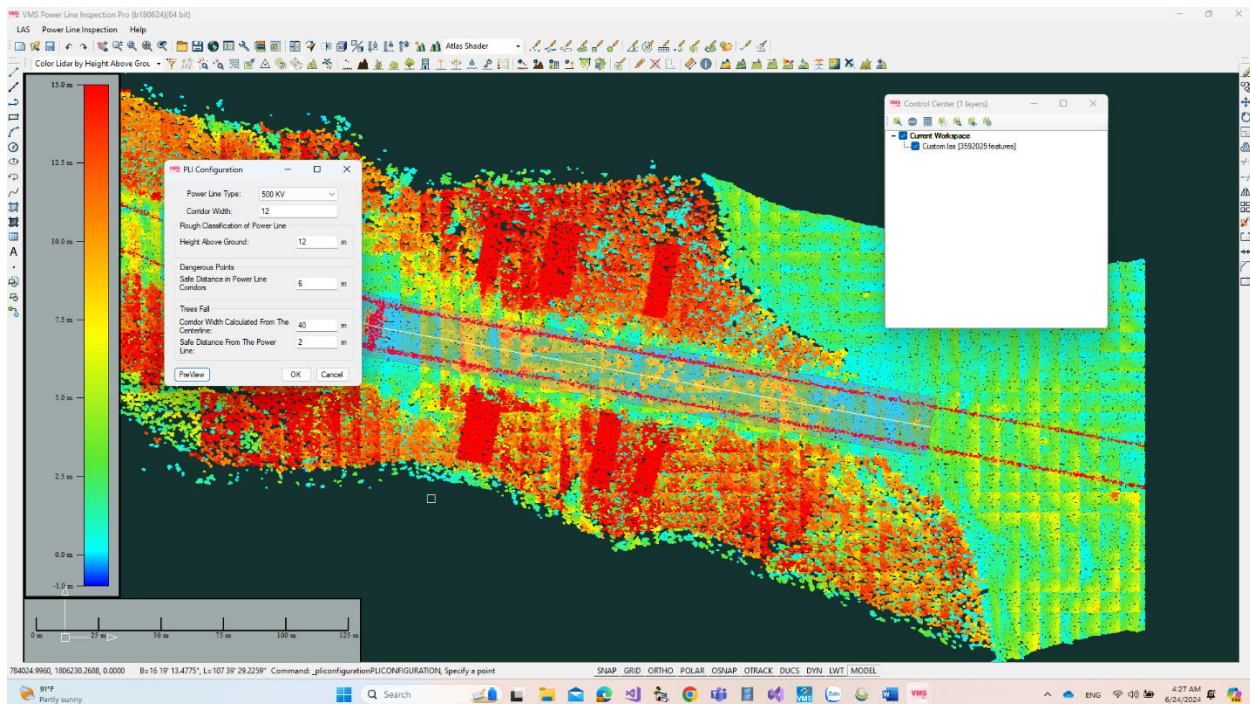 VMS Power Line Inspection Pro (b180624)(64 bit)
LAS Power Line Inspection Help
Atlas Shader
Color Lidar by Height Above Grou
15.0 m
12.5 m
10.0 m
7.5 m
5.0 m
2.5 m
0.0 m
-1.0 m
0 m 25 m 50 m 75 m 100 m 125 m
PLI Configuration
Power Line Type: 500 KV
Corridor Width: 12
Rough Classification of Power Line
Height Above Ground: 12 m
Dangerous Points
Safe Distance in Power Line Corridors 6 m
Trees Fall
Corridor Width Calculated From The Centerline: 40 m
Safe Distance From The Power Line: 2 m
PreView OK Cancel
Control Center (1 layers)
Current Workspace
Custom.las [3592025 features]
784024.9960, 1806230.2688, 0.0000 B=16 19' 13.4775", L=107 39' 29.2259" Command: _pliconfigurationPLICONFIGURATION, Specify a point SNAP GRID ORTHO POLAR OSNAP OTRACK DUCS DYN LWT MODEL
91°F
Partly sunny
Search
ENG
4:27 AM
6/24/2024